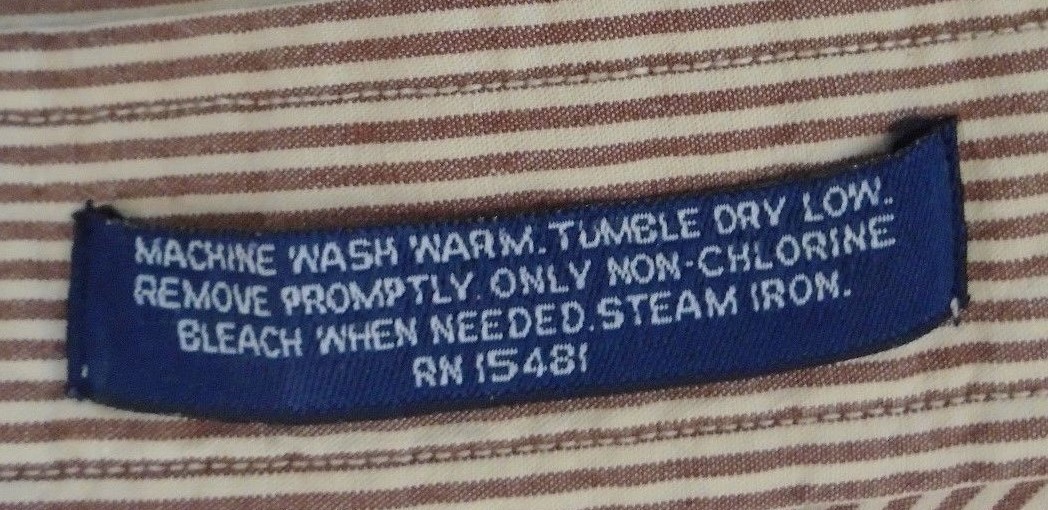 MACHINE WASH WARM. TUMBLE DRY LOW.
REMOVE PROMPTLY. ONLY NON-CHLORINE
BLEACH WHEN NEEDED. STEAM IRON.
RN 15481